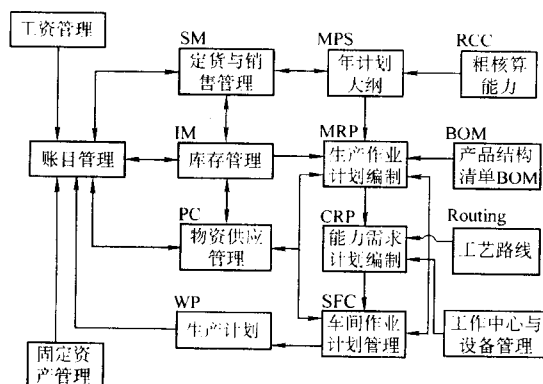 工资管理
SM
定货与销
售管理
MPS
年计划
大纲
RCC
粗核算
能力
账目管理
IM
库存管理
MRP
生产作业
计划编制
BOM
产品结构
清单BOM
PC
物资供应
管理
CRP
能力需求
计划编制
Routing
工艺路线
WP
生产计划
SFC
车间作业
计划管理
工作中心与
设备管理
固定资
产管理